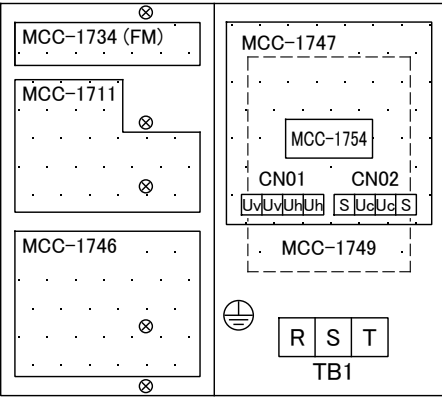 MCC-1734 (FM)
MCC-1711
MCC-1746
MCC-1747
MCC-1754
CN01 CN02
Uv Uv Uh Uh S Uc Uc S
MCC-1749
R S T
TB1